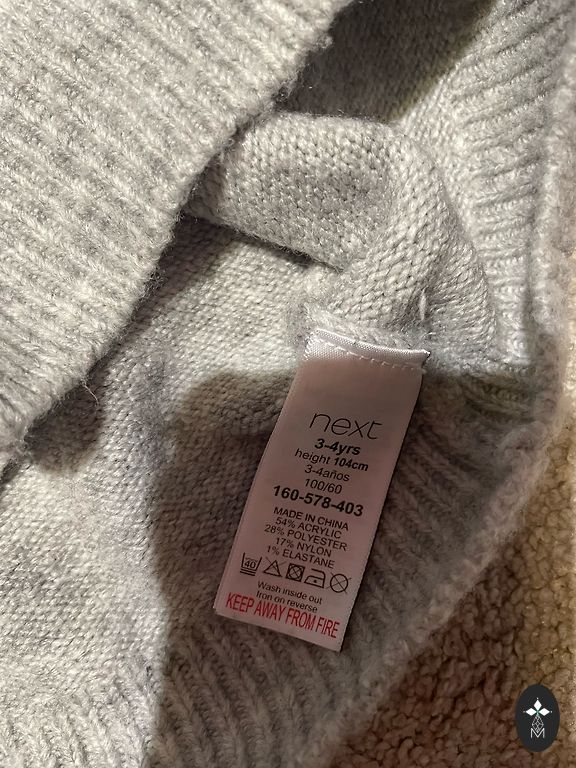 next
3-4yrs
height 104cm
3-4años
100/60
160-578-403
MADE IN CHINA
54% ACRYLIC
28% POLYESTER
17% NYLON
1% ELASTANE
40
Wash inside out
Iron on reverse
KEEP AWAY FROM FIRE
M